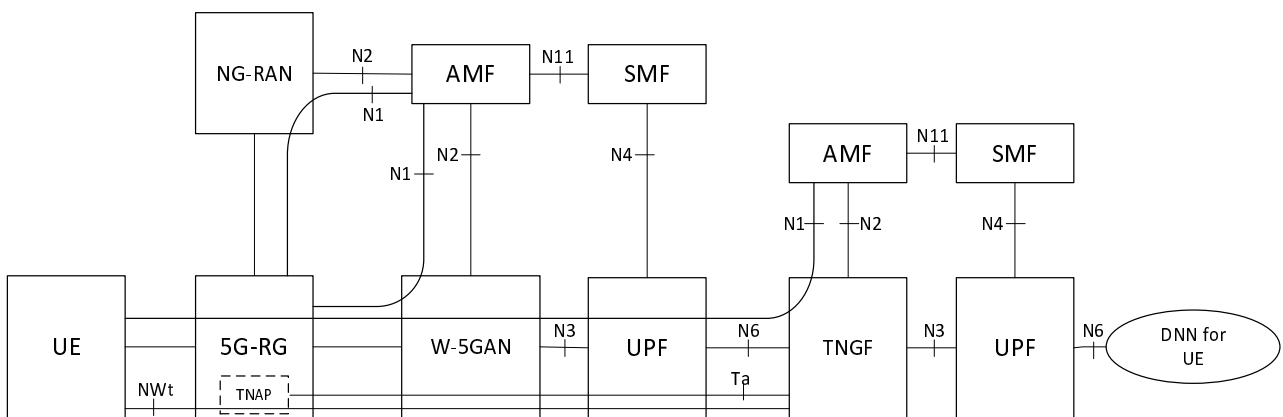 N2
N11
NG-RAN
AMF
SMF
N1
AMF
N11
SMF
N1
N2
N4
N1
N2
N4
UE
5G-RG
W-5GAN
N3
UPF
N6
TNGF
N3
UPF
N6
DNN for
UE
NWt
TNAP
Ta